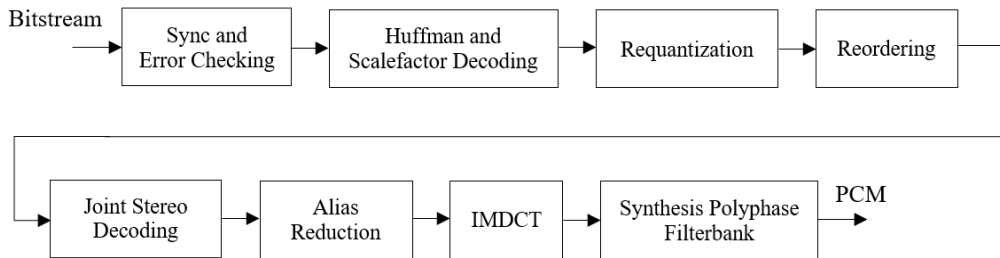 Bitstream
Sync and
Error Checking
Huffman and
Scalefactor Decoding
Requantization
Reordering
Joint Stereo
Decoding
Alias
Reduction
IMDCT
Synthesis Polyphase
Filterbank
PCM